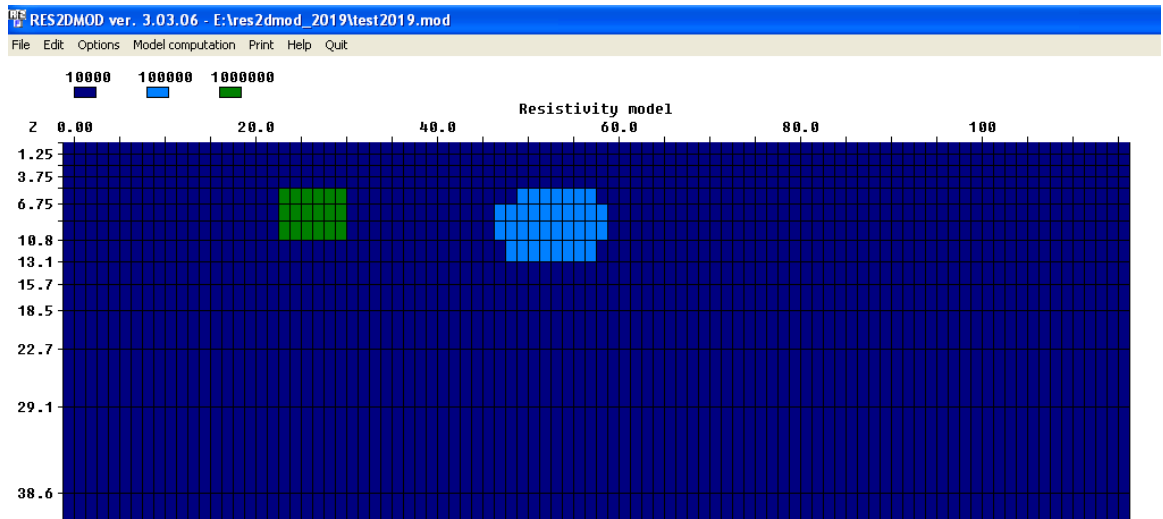 RES2DMOD ver. 3.03.06 - E:\res2dmod_2019\test2019.mod
File Edit Options Model computation Print Help Quit
10000 100000 1000000
Resistivity model
Z 0.00 20.0 40.0 60.0 80.0 100
1.25
3.75
6.75
10.8
13.1
15.7
18.5
22.7
29.1
38.6